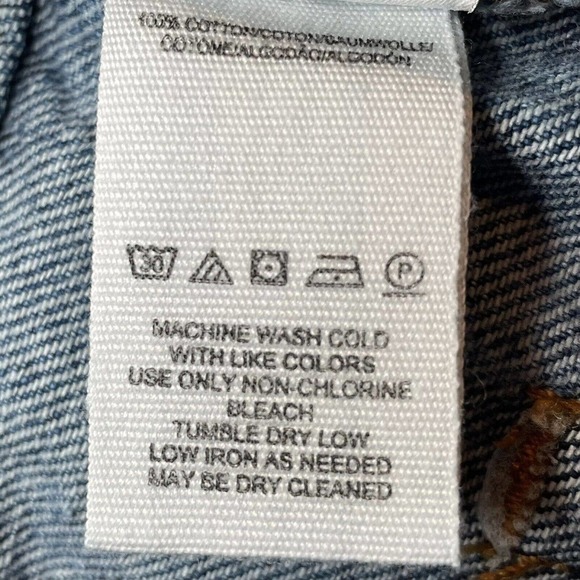 100% COTTON/COTON/BAUMWOLLE/
COTONE/ALGODÃO/ALGODÓN
30 P
MACHINE WASH COLD
WITH LIKE COLORS
USE ONLY NON-CHLORINE
BLEACH
TUMBLE DRY LOW
LOW IRON AS NEEDED
MAY BE DRY CLEANED